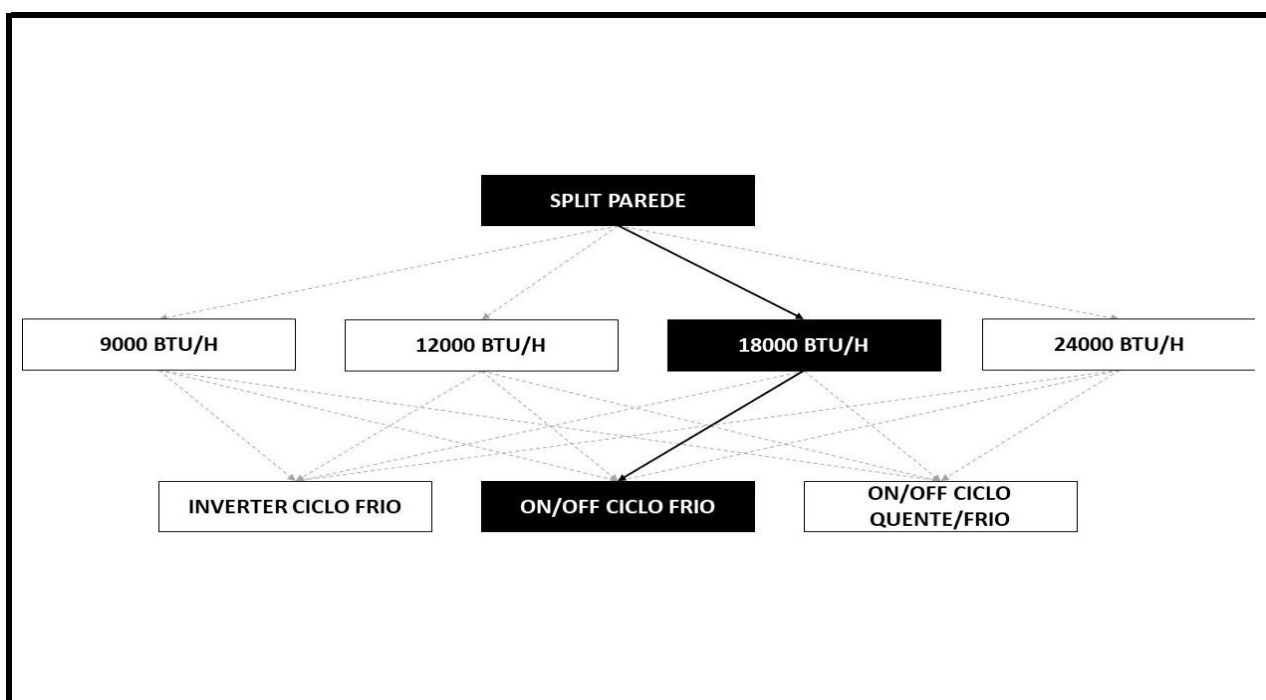 SPLIT PAREDE
9000 BTU/H
12000 BTU/H
18000 BTU/H
24000 BTU/H
INVERTER CICLO FRIO
ON/OFF CICLO FRIO
ON/OFF CICLO
QUENTE/FRIO